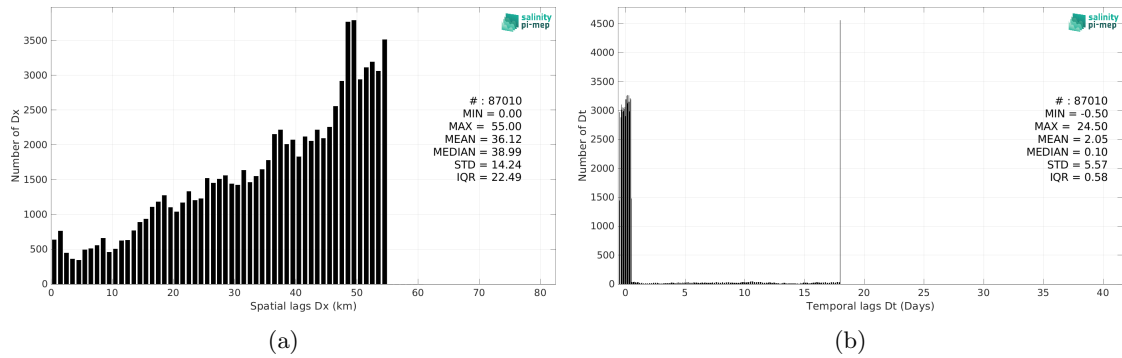 salinity
pi-mep
# : 87010
MIN = 0.00
MAX = 55.00
MEAN = 36.12
MEDIAN = 38.99
STD = 14.24
IQR = 22.49
Number of Dx
3500
3000
2500
2000
1500
1000
500
0
0 10 20 30 40 50 60 70 80
Spatial lags Dx (km)
(a)
salinity
pi-mep
# : 87010
MIN = -0.50
MAX = 24.50
MEAN = 2.05
MEDIAN = 0.10
STD = 5.57
IQR = 0.58
Number of Dt
4500
4000
3500
3000
2500
2000
1500
1000
500
0
0 5 10 15 20 25 30 35 40
Temporal lags Dt (Days)
(b)